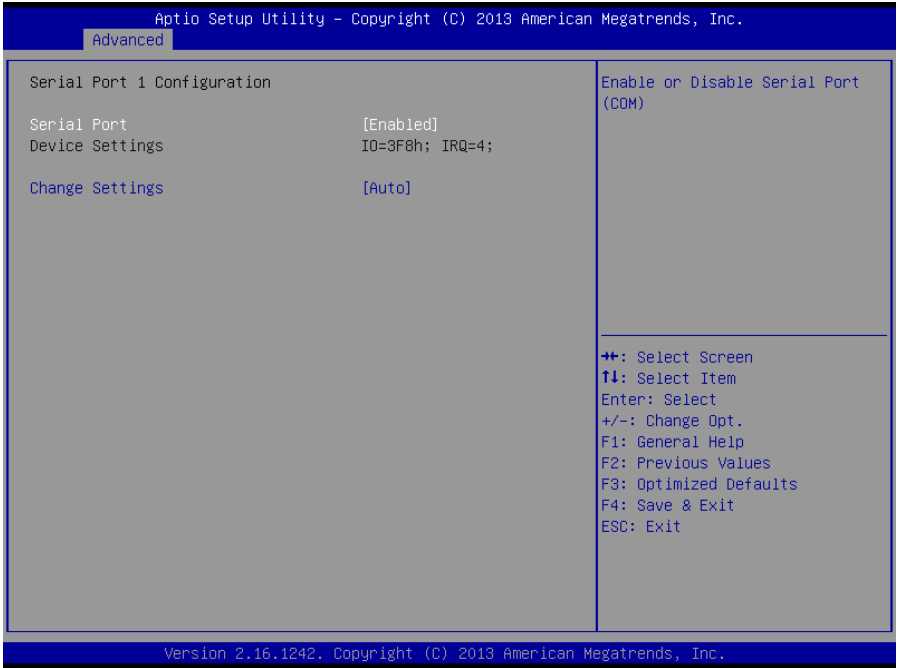 Aptio Setup Utility – Copyright (C) 2013 American Megatrends, Inc.
Advanced
Serial Port 1 Configuration
Serial Port [Enabled]
Device Settings IO=3F8h; IRQ=4;
Change Settings [Auto]
Enable or Disable Serial Port
(COM)
→←: Select Screen
↑↓: Select Item
Enter: Select
+/-: Change Opt.
F1: General Help
F2: Previous Values
F3: Optimized Defaults
F4: Save & Exit
ESC: Exit
Version 2.16.1242. Copyright (C) 2013 American Megatrends, Inc.